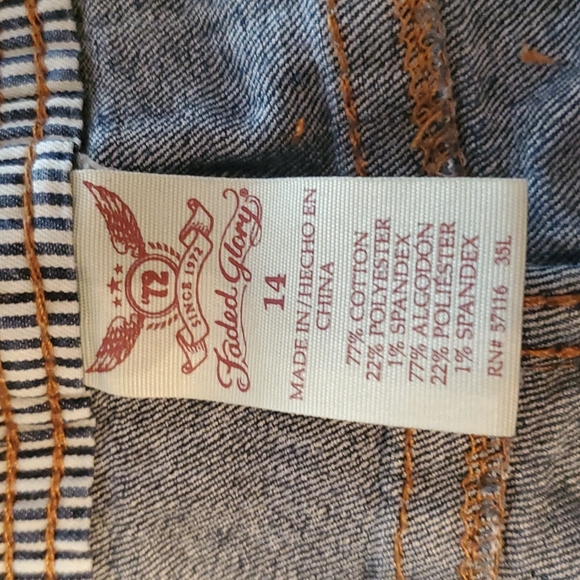 '72
SINCE 1972
Faded Glory®
14
MADE IN/HECHO EN
CHINA
77% COTTON
22% POLYESTER
1% SPANDEX
77% ALGODÓN
22% POLIÉSTER
1% SPANDEX
RN# 57116 35L